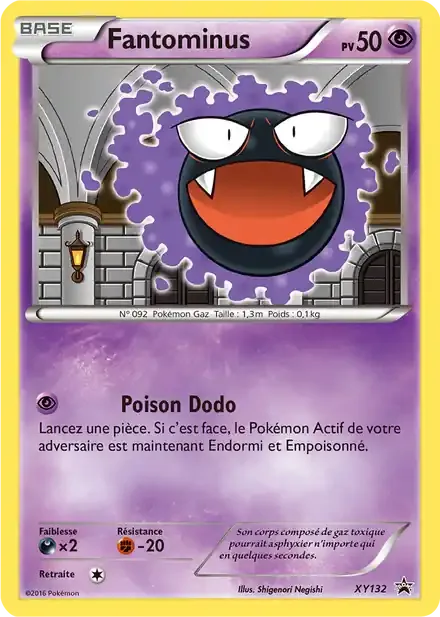 BASE
Fantominus
PV50
N° 092 Pokémon Gaz Taille : 1,3m Poids : 0,1kg
Poison Dodo
Lancez une pièce. Si c'est face, le Pokémon Actif de votre
adversaire est maintenant Endormi et Empoisonné.
Faiblesse
×2
Résistance
-20
Retraite
Son corps composé de gaz toxique
pourrait asphyxier n'importe qui
en quelques secondes.
©2016 Pokémon
Illus. Shigenori Negishi
XY132